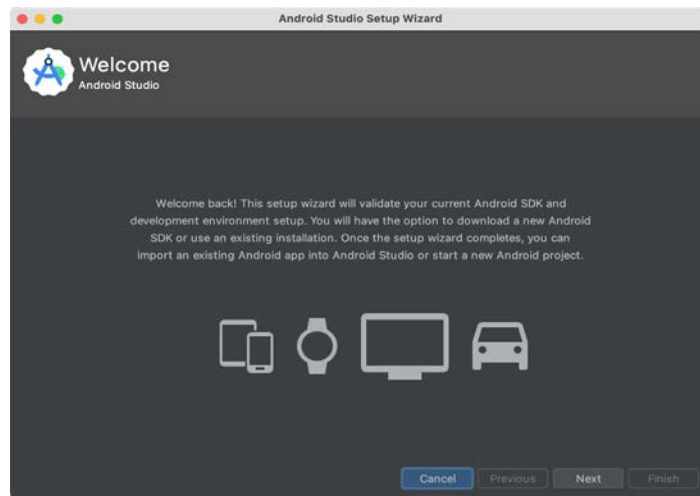 Android Studio Setup Wizard
Welcome
Android Studio
Welcome back! This setup wizard will validate your current Android SDK and
development environment setup. You will have the option to download a new Android
SDK or use an existing installation. Once the setup wizard completes, you can
import an existing Android app into Android Studio or start a new Android project.
Cancel Previous Next Finish